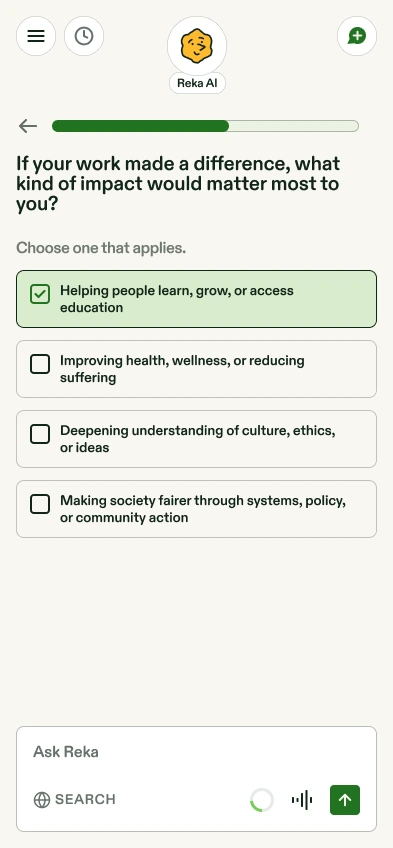 Reka AI
If your work made a difference, what
kind of impact would matter most to
you?
Choose one that applies.
Helping people learn, grow, or access
education
Improving health, wellness, or reducing
suffering
Deepening understanding of culture, ethics,
or ideas
Making society fairer through systems, policy,
or community action
Ask Reka
SEARCH